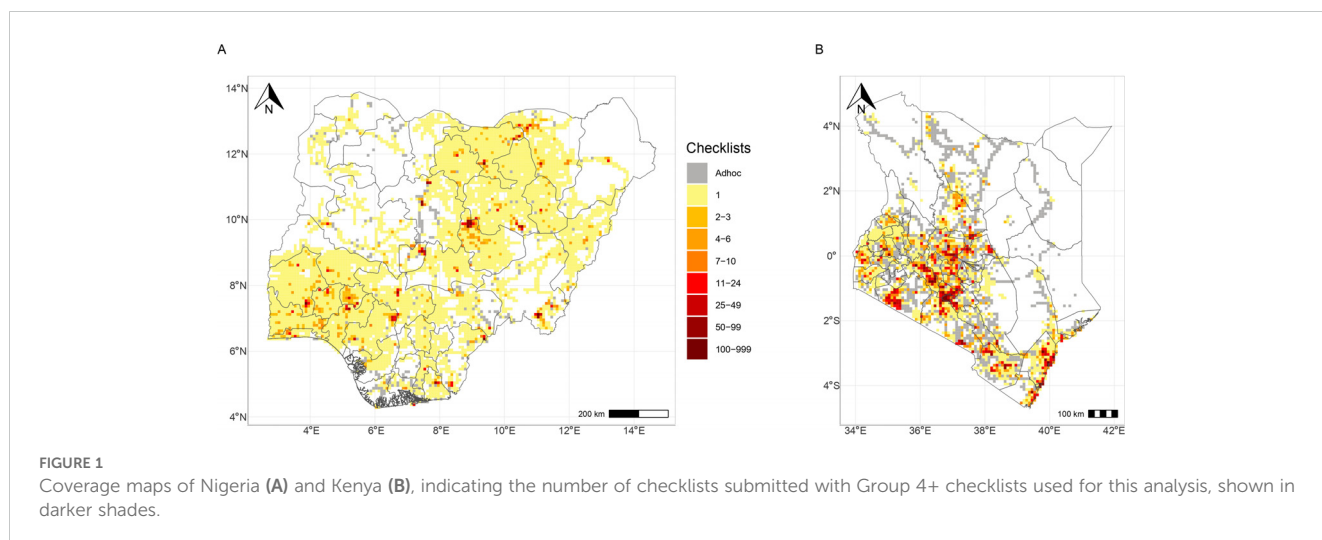 A
B
14°N
12°N
10°N
8°N
6°N
4°N
N
200 km
4°E
6°E
8°E
10°E
12°E
14°E
Checklists
Adhoc
1
2−3
4−6
7−10
11−24
25−49
50−99
100−999
4°N
2°N
0°
2°S
4°S
N
100 km
34°E
36°E
38°E
40°E
42°E
FIGURE 1
Coverage maps of Nigeria (A) and Kenya (B), indicating the number of checklists submitted with Group 4+ checklists used for this analysis, shown in
darker shades.